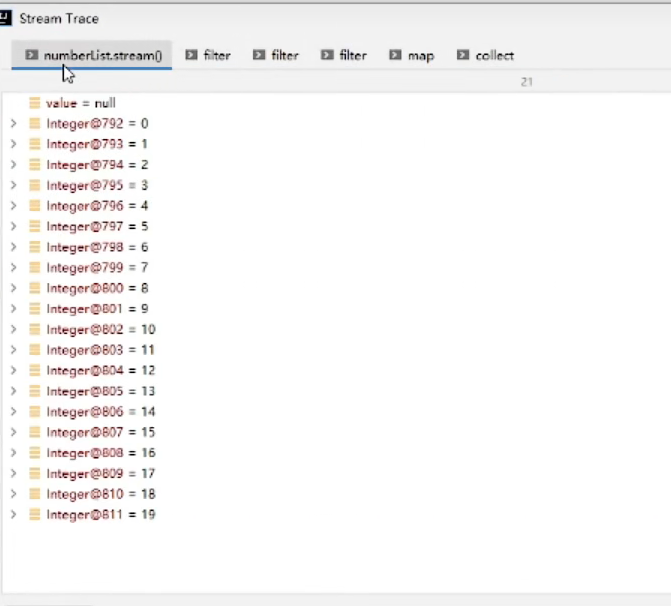 Stream Trace
numberList.stream() filter filter filter map collect
21
value = null
Integer@792 = 0
Integer@793 = 1
Integer@794 = 2
Integer@795 = 3
Integer@796 = 4
Integer@797 = 5
Integer@798 = 6
Integer@799 = 7
Integer@800 = 8
Integer@801 = 9
Integer@802 = 10
Integer@803 = 11
Integer@804 = 12
Integer@805 = 13
Integer@806 = 14
Integer@807 = 15
Integer@808 = 16
Integer@809 = 17
Integer@810 = 18
Integer@811 = 19